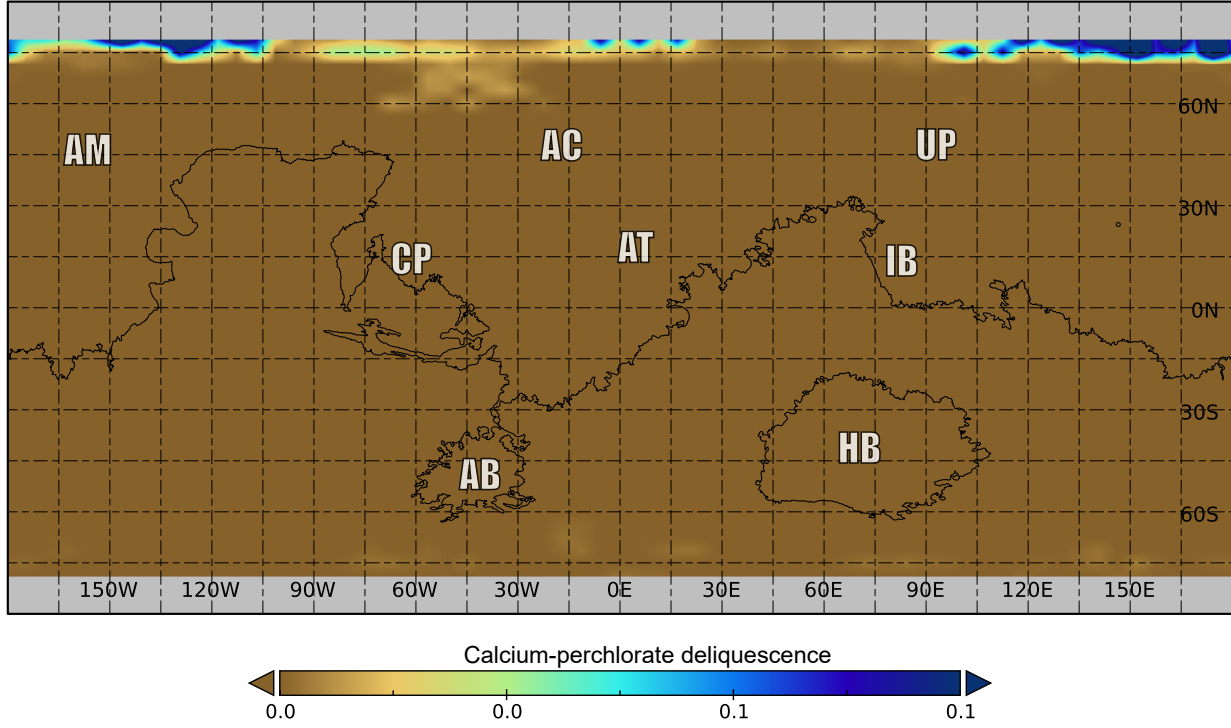 60N
AM AC UP
30N
CP AT IB
0N
30S
AB HB
60S
150W 120W 90W 60W 30W 0E 30E 60E 90E 120E 150E
Calcium-perchlorate deliquescence
0.0 0.0 0.1 0.1